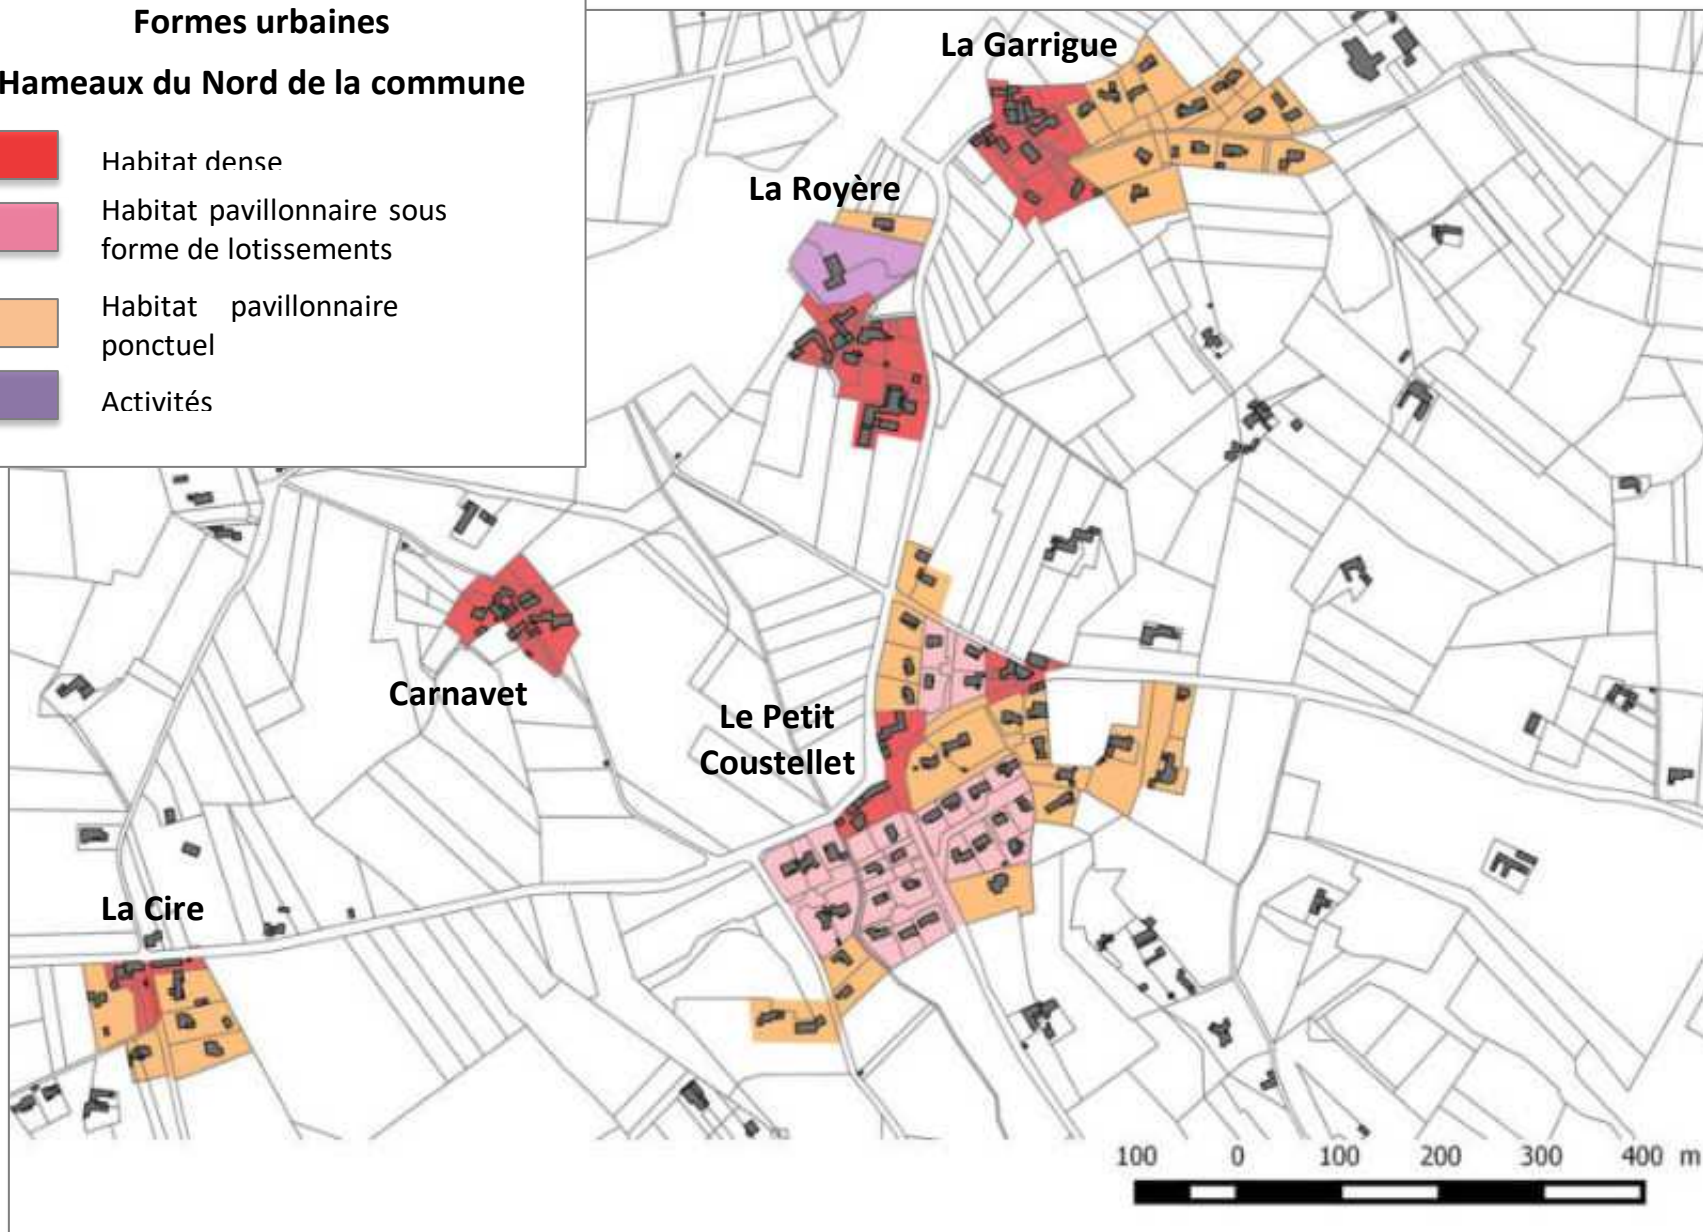 Formes urbaines
Hameaux du Nord de la commune
Habitat dense
Habitat pavillonnaire sous
forme de lotissements
Habitat pavillonnaire
ponctuel
Activités
La Garrigue
La Royère
Carnavet
Le Petit
Coustellet
La Cire
100 0 100 200 300 400 m